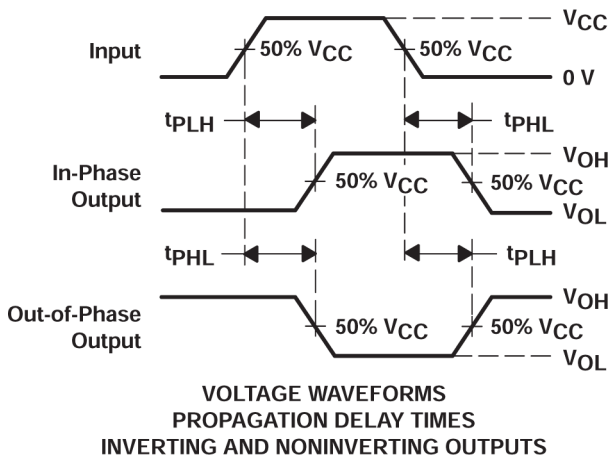 VCC
Input
50% VCC
50% VCC
0 V
tPLH
tPHL
VOH
In-Phase
Output
50% VCC
50% VCC
VOL
tPHL
tPLH
VOH
Out-of-Phase
Output
50% VCC
50% VCC
VOL
VOLTAGE WAVEFORMS
PROPAGATION DELAY TIMES
INVERTING AND NONINVERTING OUTPUTS